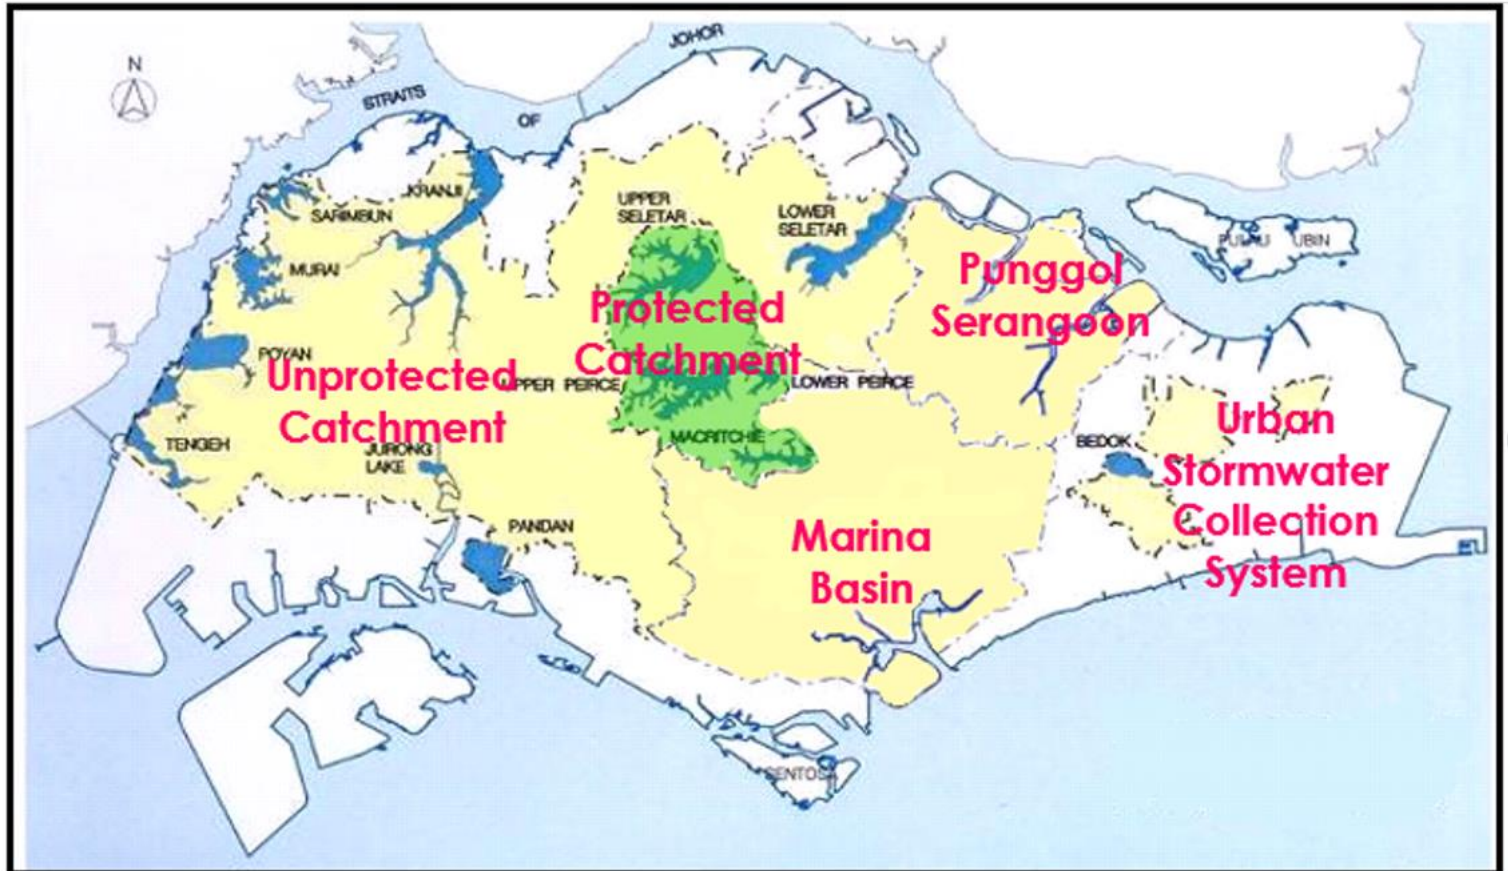 N
JOHOR
STRAITS
OF
KRANJI
SARIMBUN
UPPER
SELETAR
LOWER
SELETAR
PULAU UBIN
MURAI
Punggol
Serangoon
Protected
Catchment
POYAN
Unprotected
Catchment
UPPER PEIRCE
LOWER PEIRCE
Urban
Stormwater
Collection
System
TENGEH
JURONG
LAKE
MACRITCHIE
BEDOK
PANDAN
Marina
Basin
SENTOSA